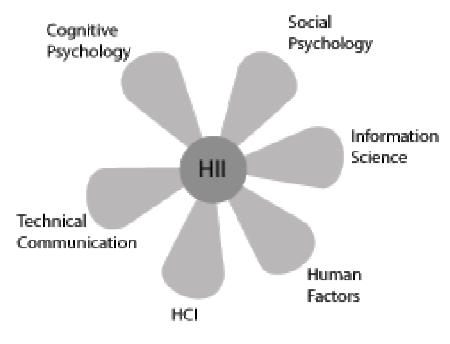 Cognitive
Psychology
Social
Psychology
Information
Science
HII
Technical
Communication
Human
Factors
HCI